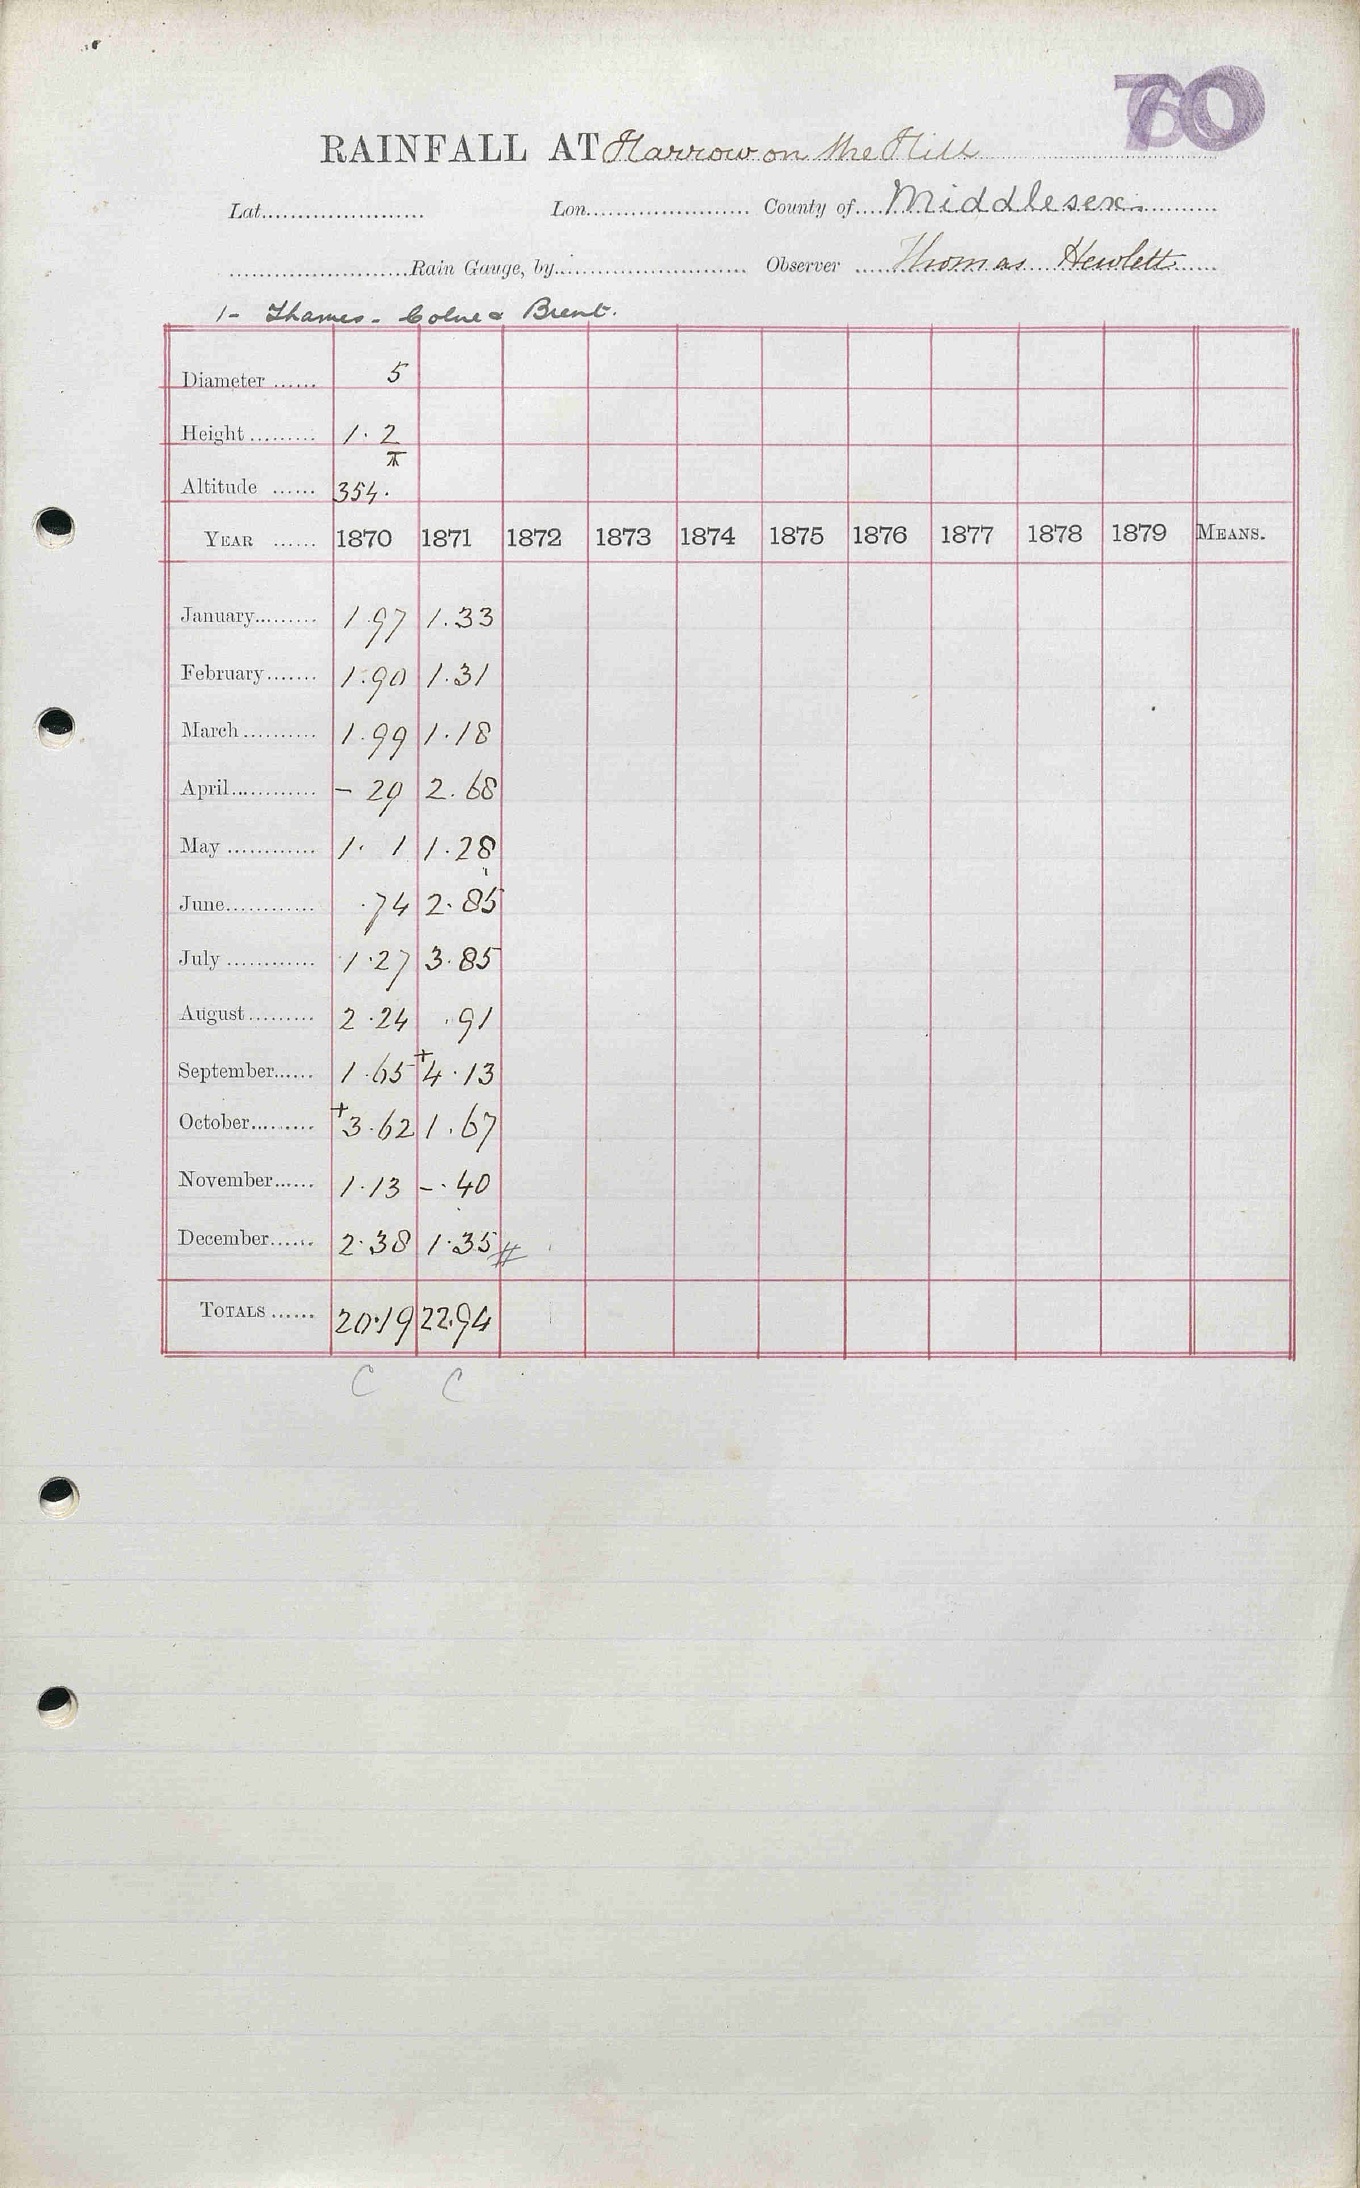 70
RAINFALL AT Harrow on the Hill
Lat. Lon. County of Middlesex
Rain Gauge, by Observer Thomas Hewlett
1- Thames - Colne & Brent.
Diameter 5
Height 1.2
Altitude 354.
YEAR 1870 1871 1872 1873 1874 1875 1876 1877 1878 1879 MEANS.
January 1.97 1.33
February 1.90 1.31
March 1.99 1.18
April - 29 2.68
May 1. 1 1.28
June .74 2.85
July 1.27 3.85
August 2.24 .91
September 1.65 +4.13
October +3.62 1.67
November 1.13 -.40
December 2.38 1.35 #
TOTALS 20.19 22.94
C C